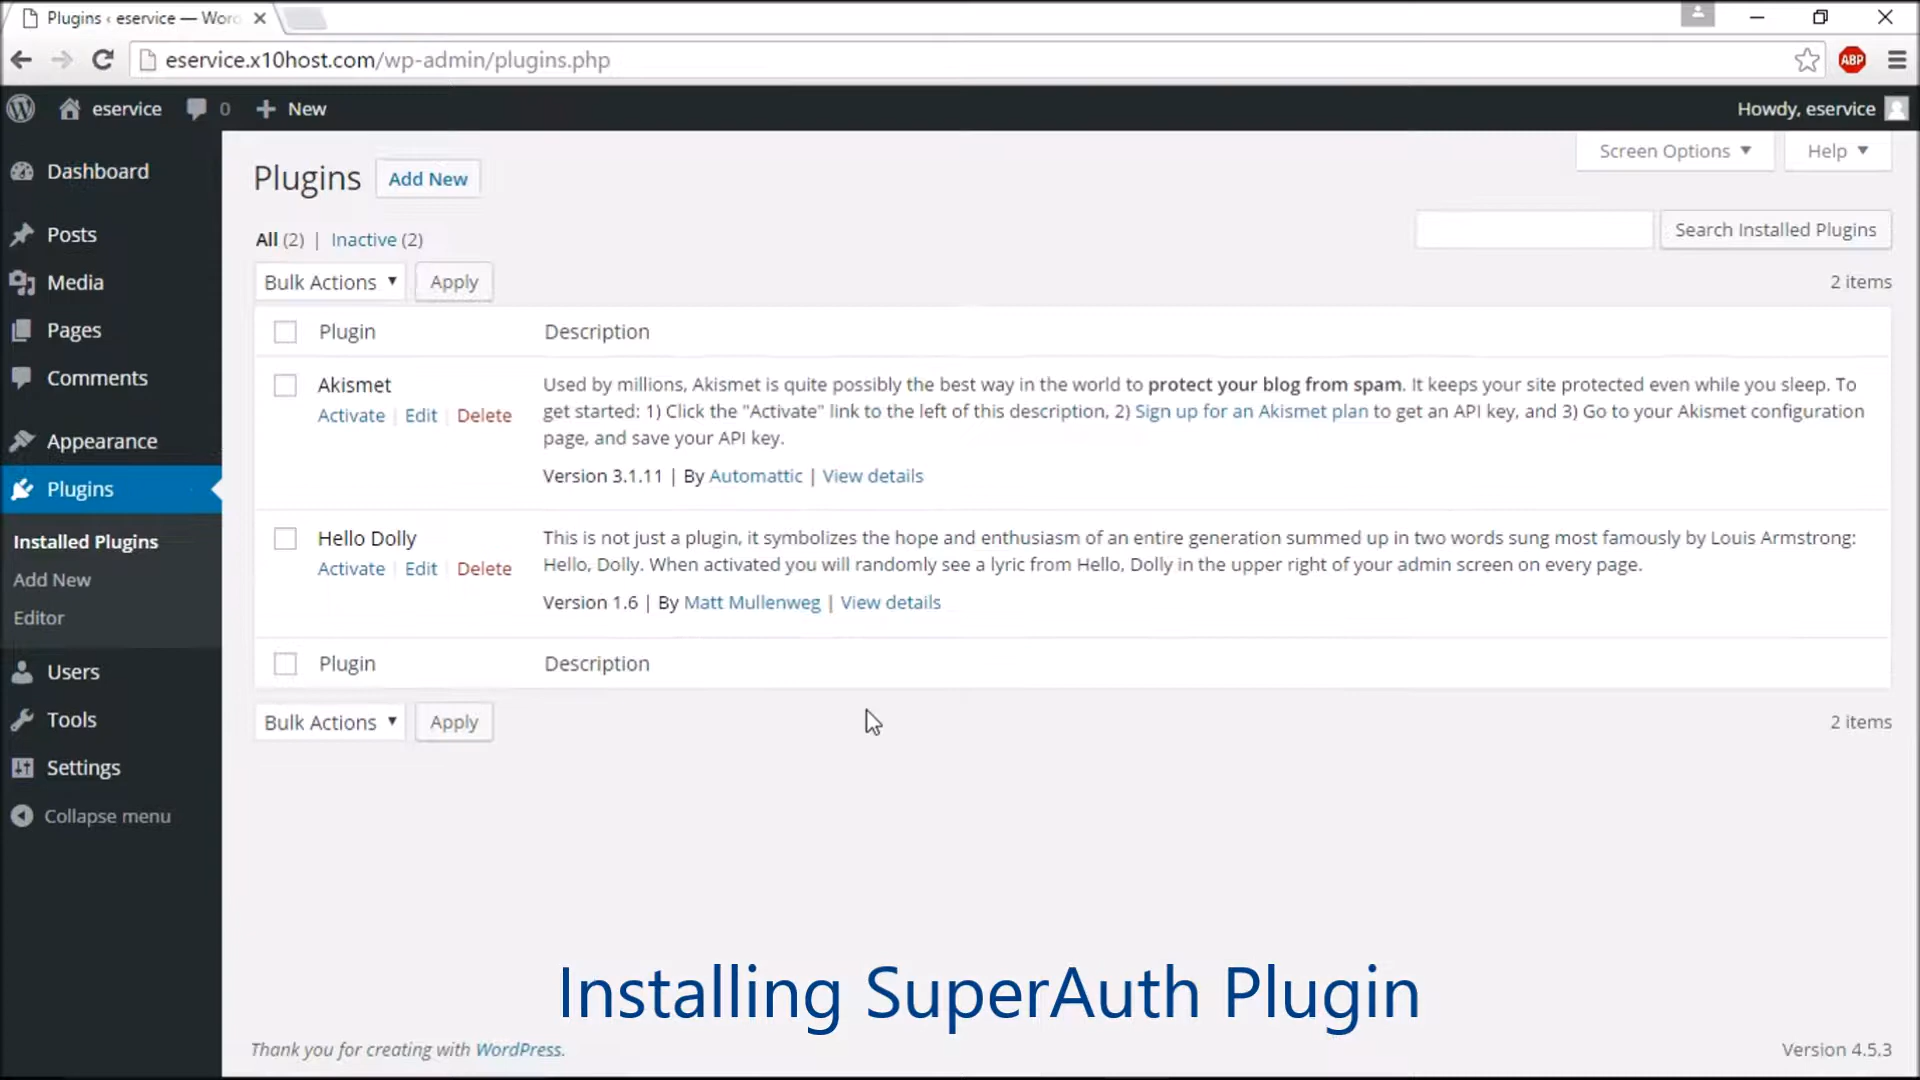 Plugins ‹ eservice — Wor
eservice.x10host.com/wp-admin/plugins.php
ABP
eservice 0 New
Howdy, eservice
Dashboard
Posts
Media
Pages
Comments
Appearance
Plugins
Installed Plugins
Add New
Editor
Users
Tools
Settings
Collapse menu
Screen Options ▼
Help ▼
Plugins Add New
All (2) | Inactive (2)
Search Installed Plugins
Bulk Actions ▼ Apply
2 items
Plugin Description
Akismet
Activate | Edit | Delete
Used by millions, Akismet is quite possibly the best way in the world to protect your blog from spam. It keeps your site protected even while you sleep. To
get started: 1) Click the "Activate" link to the left of this description, 2) Sign up for an Akismet plan to get an API key, and 3) Go to your Akismet configuration
page, and save your API key.
Version 3.1.11 | By Automattic | View details
Hello Dolly
Activate | Edit | Delete
This is not just a plugin, it symbolizes the hope and enthusiasm of an entire generation summed up in two words sung most famously by Louis Armstrong:
Hello, Dolly. When activated you will randomly see a lyric from Hello, Dolly in the upper right of your admin screen on every page.
Version 1.6 | By Matt Mullenweg | View details
Plugin Description
Bulk Actions ▼ Apply
2 items
Installing SuperAuth Plugin
Thank you for creating with WordPress.
Version 4.5.3